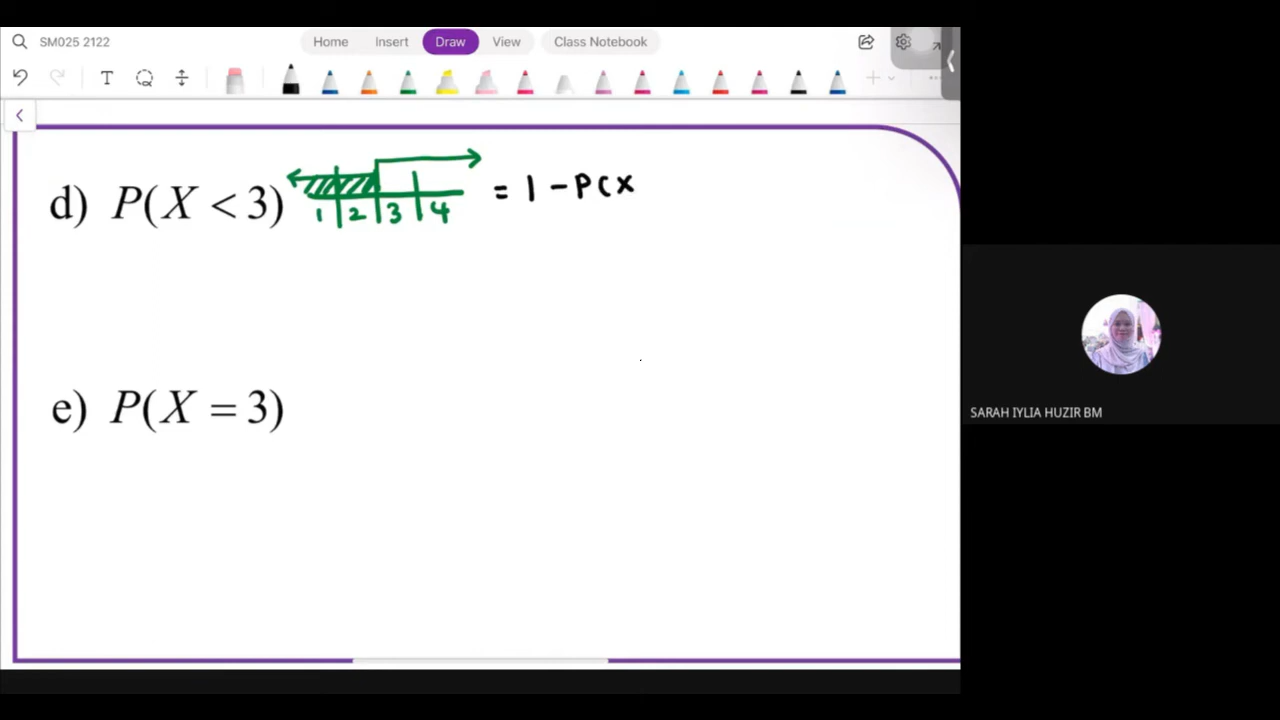 SM025 2122
Home Insert Draw View Class Notebook
T
d) P(X < 3) 1 2 3 4 = 1 - P(X
e) P(X = 3)
SARAH IYLIA HUZIR BM